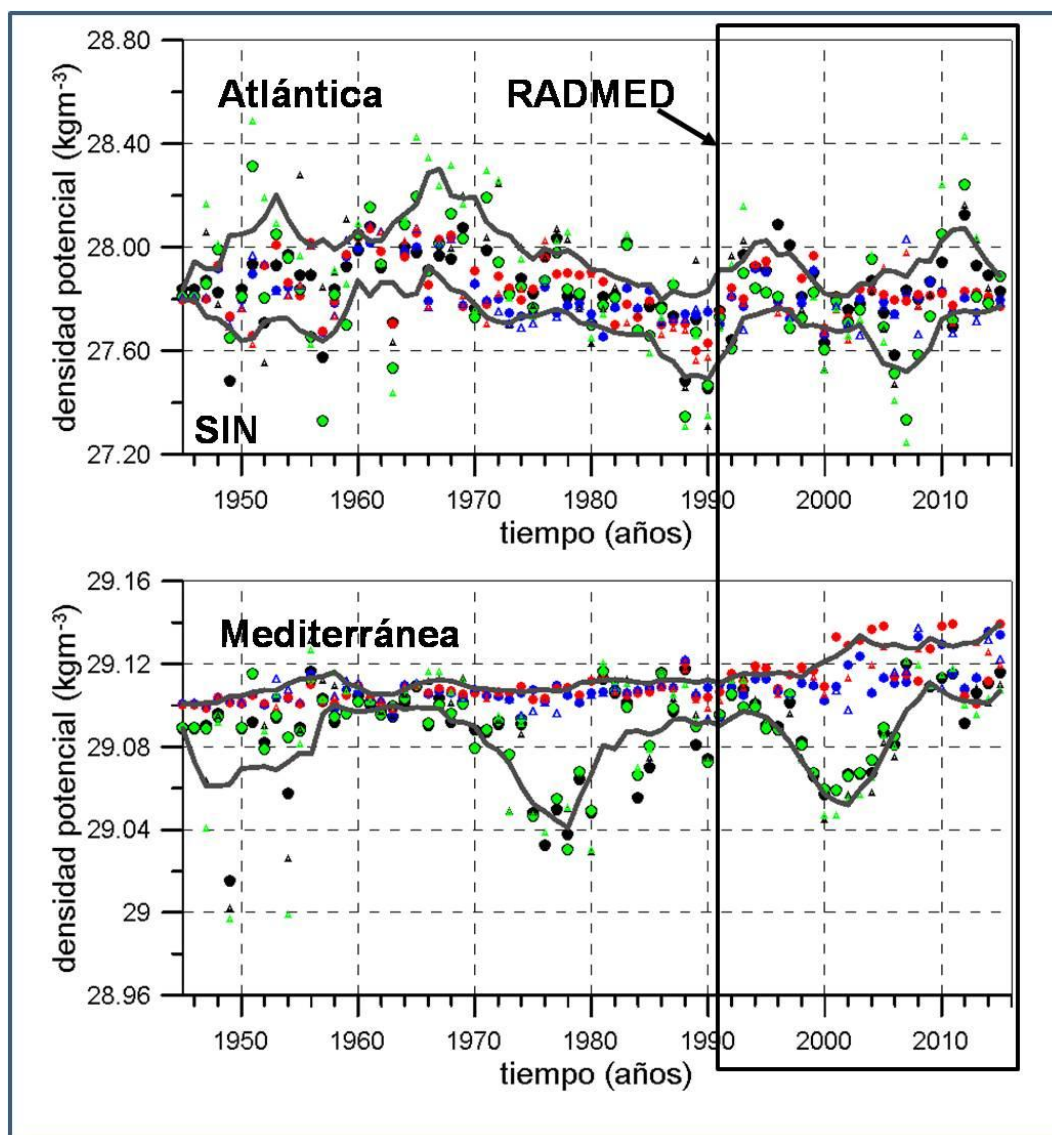 densidad potencial (kgm-3)
28.80
28.40
28.00
27.60
27.20
Atlántica
RADMED
SIN
1950 1960 1970 1980 1990 2000 2010
tiempo (años)
densidad potencial (kgm-3)
29.16
29.12
29.08
29.04
29
28.96
Mediterránea
1950 1960 1970 1980 1990 2000 2010
tiempo (años)